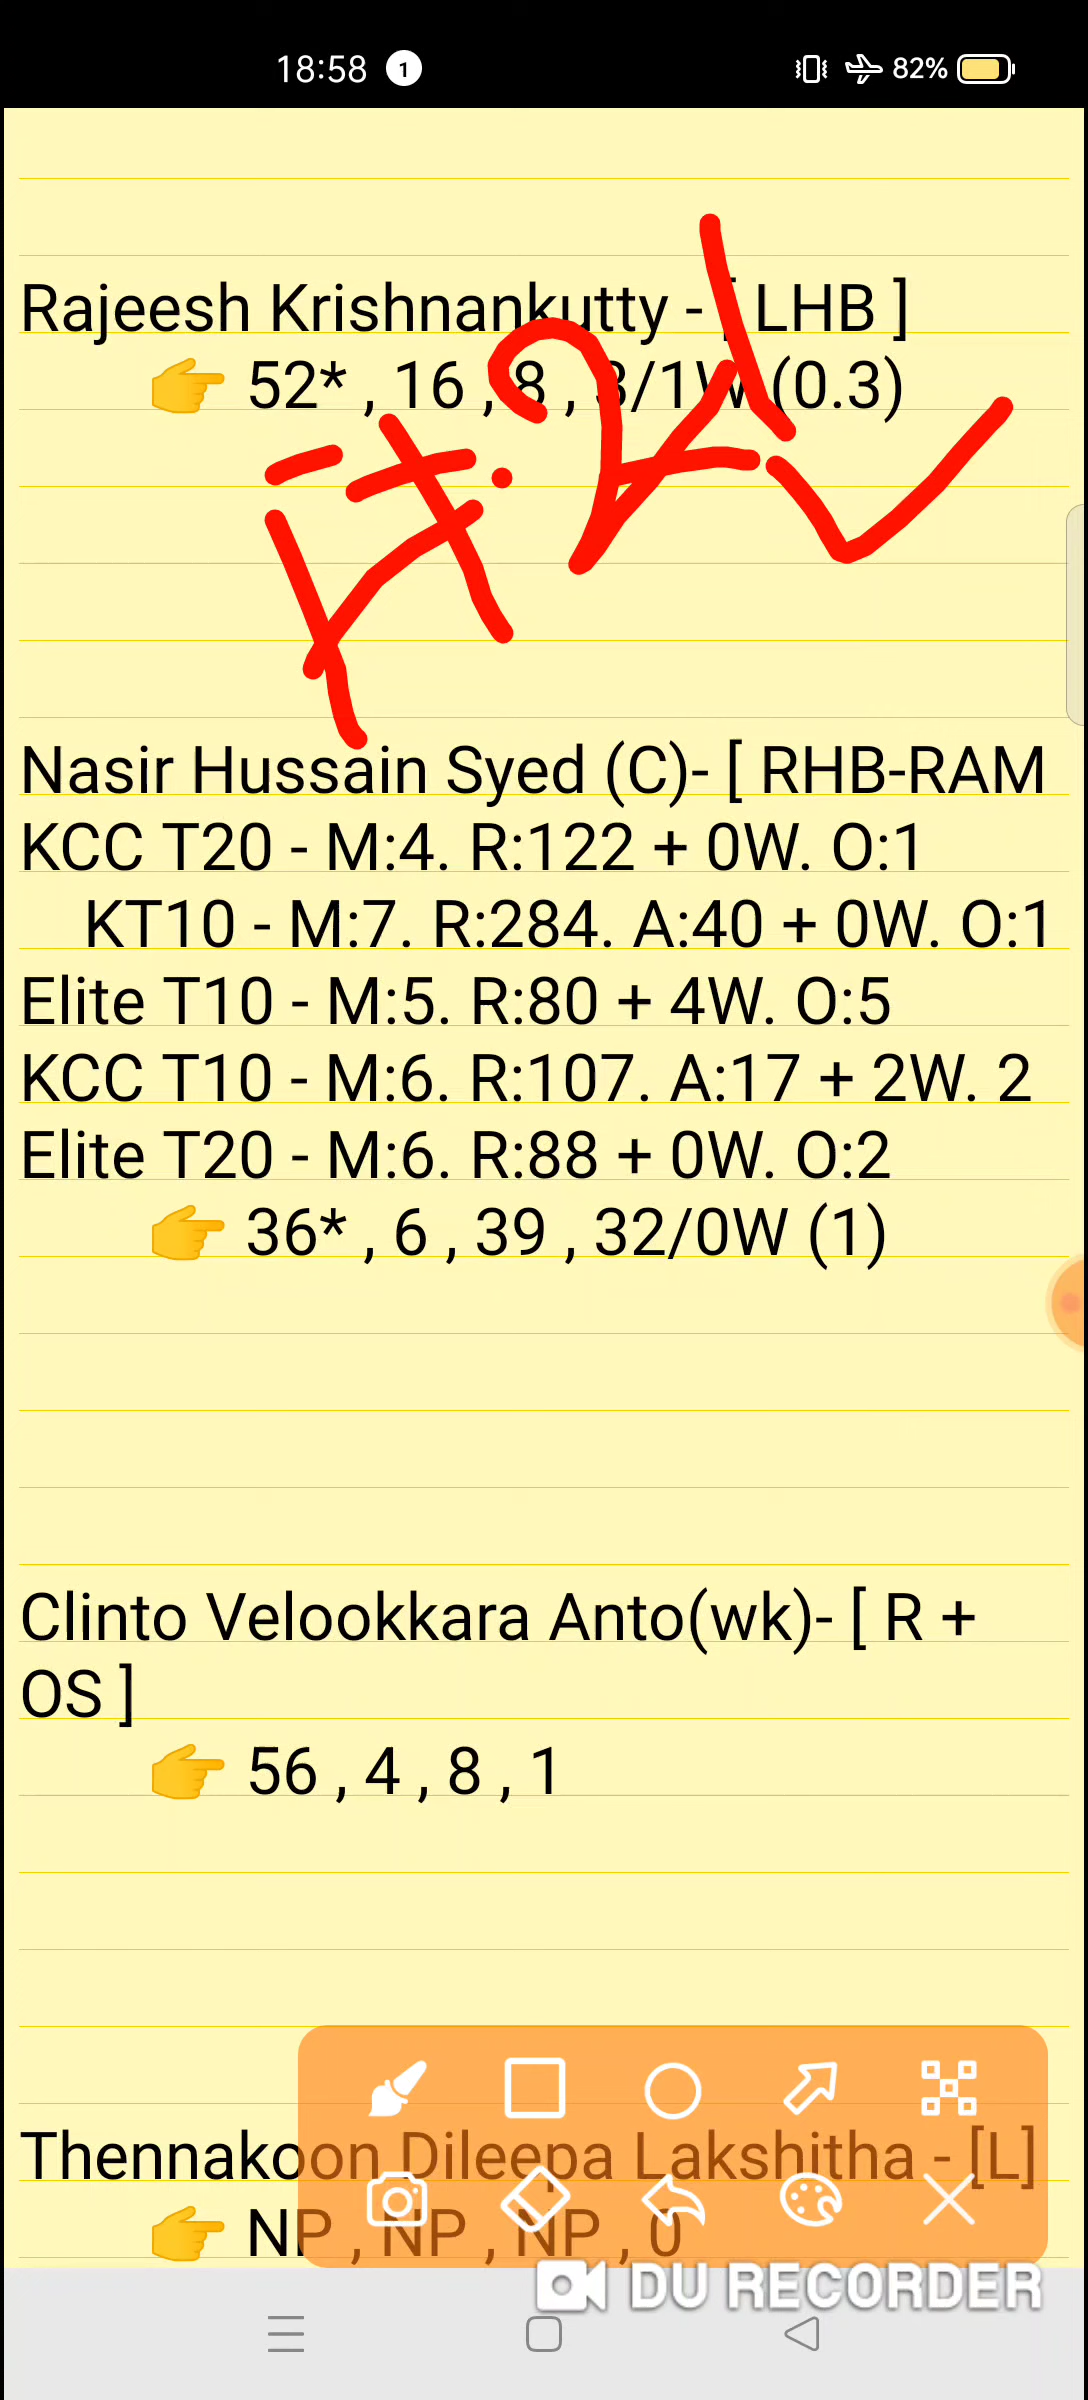 18:58 1 82%
Rajeesh Krishnankutty - [ LHB ]
👉 52* , 16 , 8 , 3/1W (0.3)
Nasir Hussain Syed (C)- [ RHB-RAM
KCC T20 - M:4. R:122 + 0W. O:1
KT10 - M:7. R:284. A:40 + 0W. O:1
Elite T10 - M:5. R:80 + 4W. O:5
KCC T10 - M:6. R:107. A:17 + 2W. 2
Elite T20 - M:6. R:88 + 0W. O:2
👉 36* , 6 , 39 , 32/0W (1)
Clinto Velookkara Anto(wk)- [ R +
OS ]
👉 56 , 4 , 8 , 1
Thennakoon Dileepa Lakshitha - [L]
👉 NP , NP , NP , 0
DU RECORDER